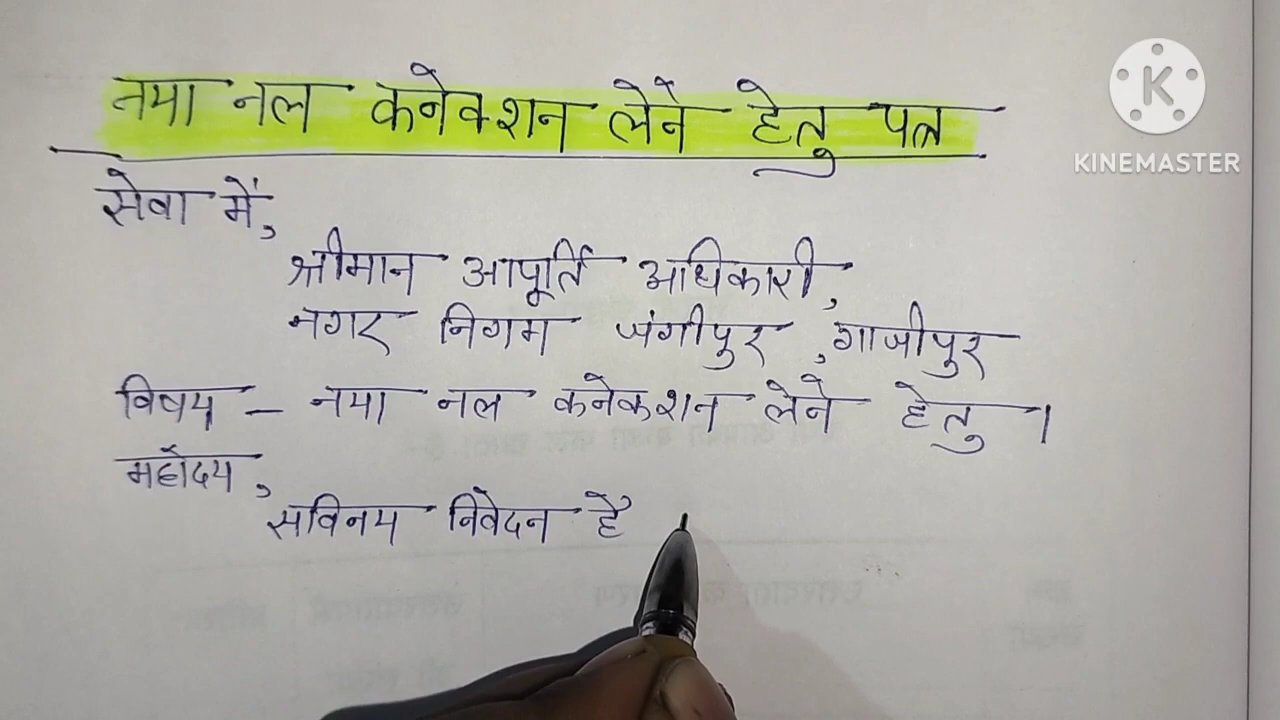 नया नल कनेक्शन लेने हेतु पत्र
KINEMASTER
सेवा में,
श्रीमान आपूर्ति अधिकारी,
नगर निगम जंगीपुर, गाजीपुर
विषय - नया नल कनेकशन लेने हेतु।
महोदय,
सविनय निवेदन है